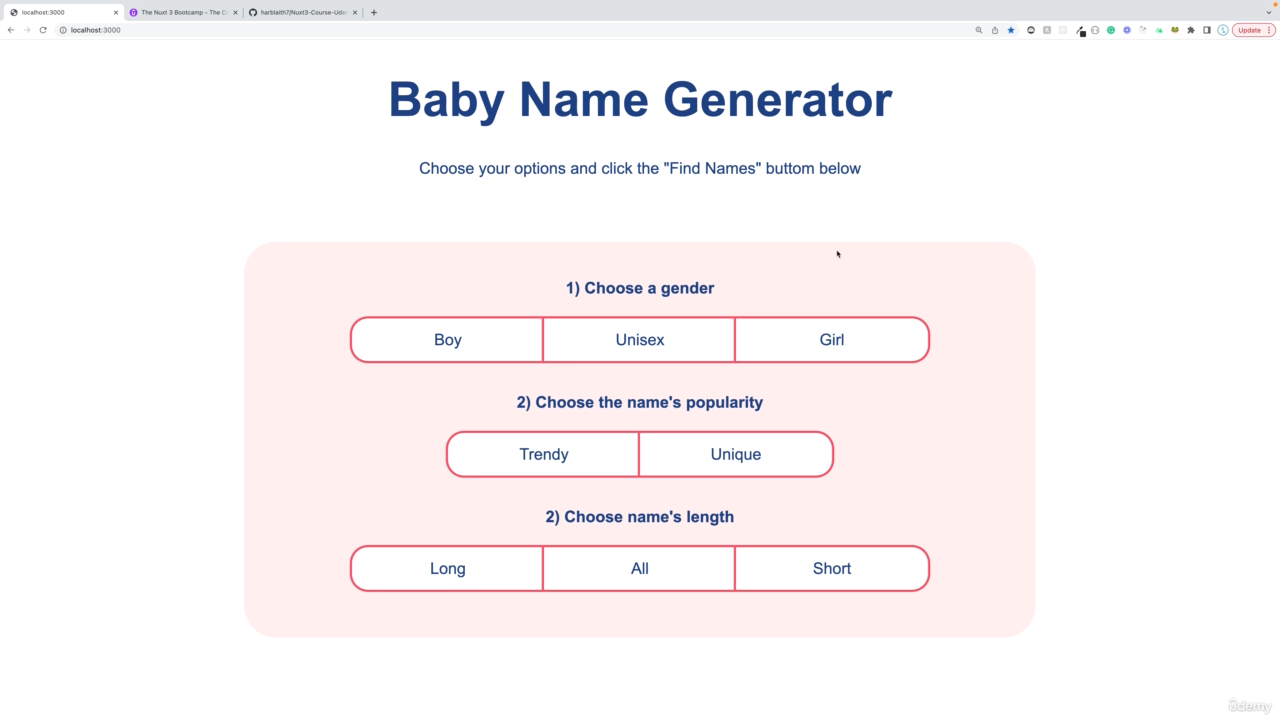 localhost:3000
The Nuxt 3 Bootcamp - The C
harblaith7/Nuxt3-Course-Ude
localhost:3000
Update
Baby Name Generator
Choose your options and click the "Find Names" buttom below
1) Choose a gender
Boy Unisex Girl
2) Choose the name's popularity
Trendy Unique
2) Choose name's length
Long All Short
ûdemy